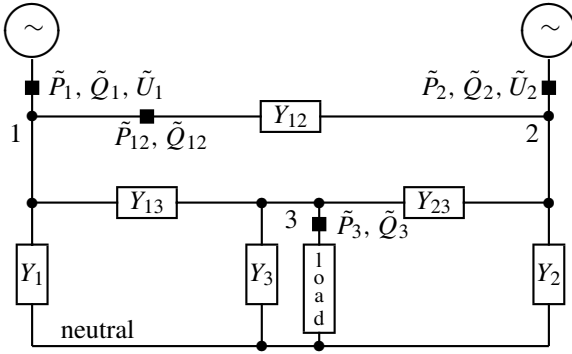 ∼ ∼
P̃₁, Q̃₁, Ũ₁ P̃₂, Q̃₂, Ũ₂
1 Y₁₂ 2
P̃₁₂, Q̃₁₂
Y₁₃ 3 Y₂₃
P̃₃, Q̃₃
Y₁ Y₃ load Y₂
neutral